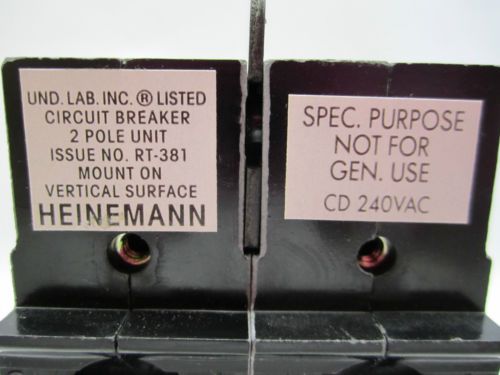 UND. LAB. INC.® LISTED
CIRCUIT BREAKER
2 POLE UNIT
ISSUE NO. RT-381
MOUNT ON
VERTICAL SURFACE
HEINEMANN
SPEC. PURPOSE
NOT FOR
GEN. USE
CD 240VAC